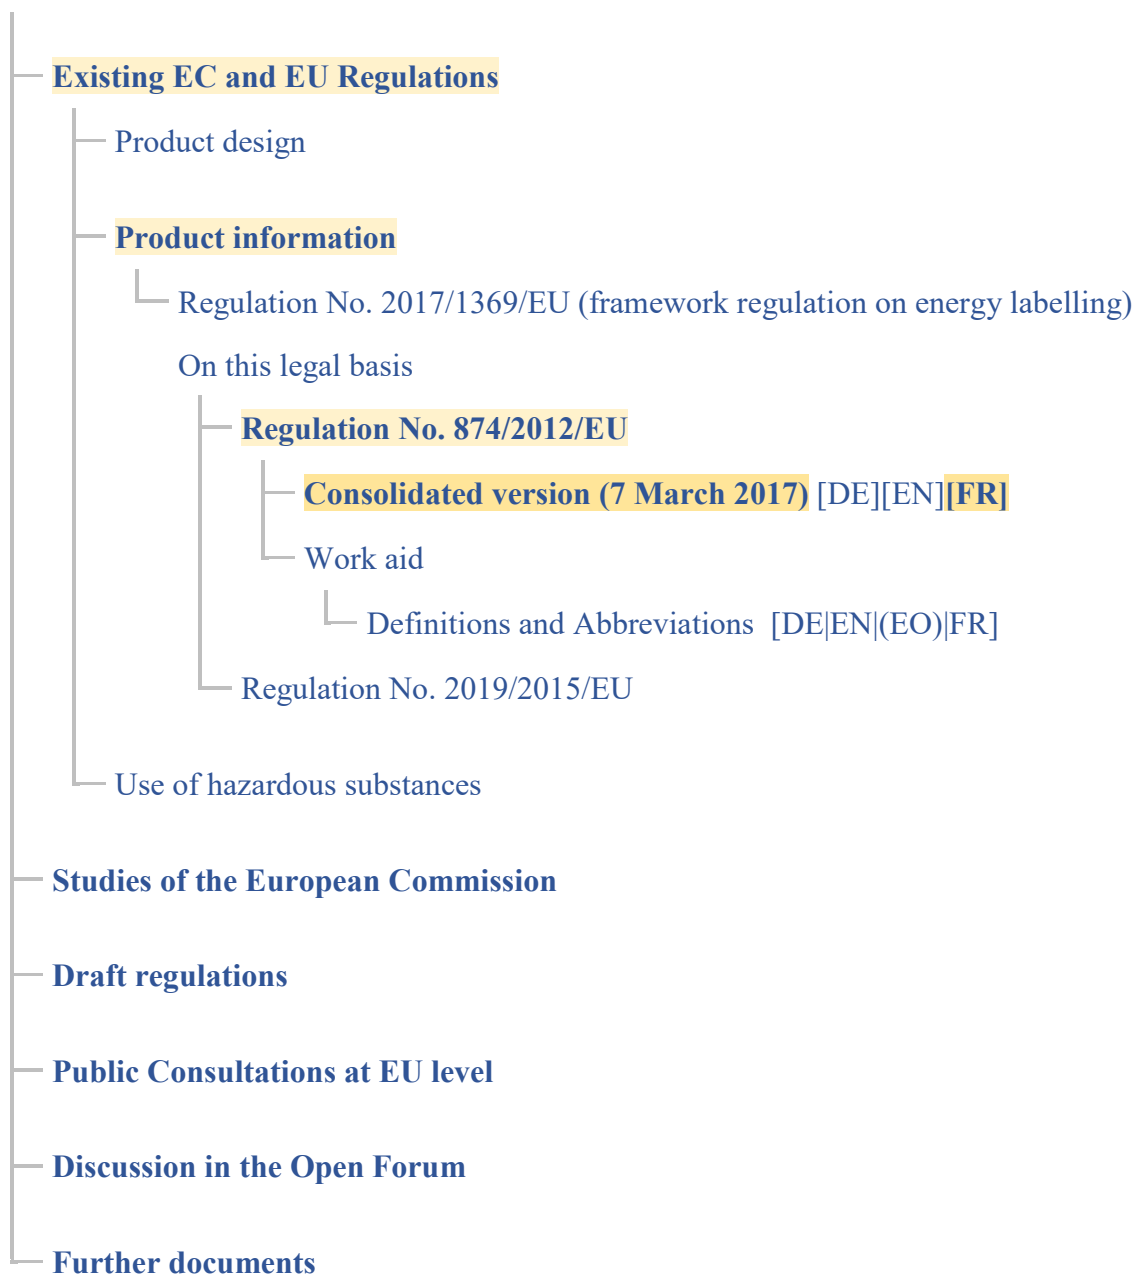 Existing EC and EU Regulations
Product design
Product information
Regulation No. 2017/1369/EU (framework regulation on energy labelling)
On this legal basis
Regulation No. 874/2012/EU
Consolidated version (7 March 2017) [DE][EN][FR]
Work aid
Definitions and Abbreviations [DE|EN|(EO)|FR]
Regulation No. 2019/2015/EU
Use of hazardous substances
Studies of the European Commission
Draft regulations
Public Consultations at EU level
Discussion in the Open Forum
Further documents